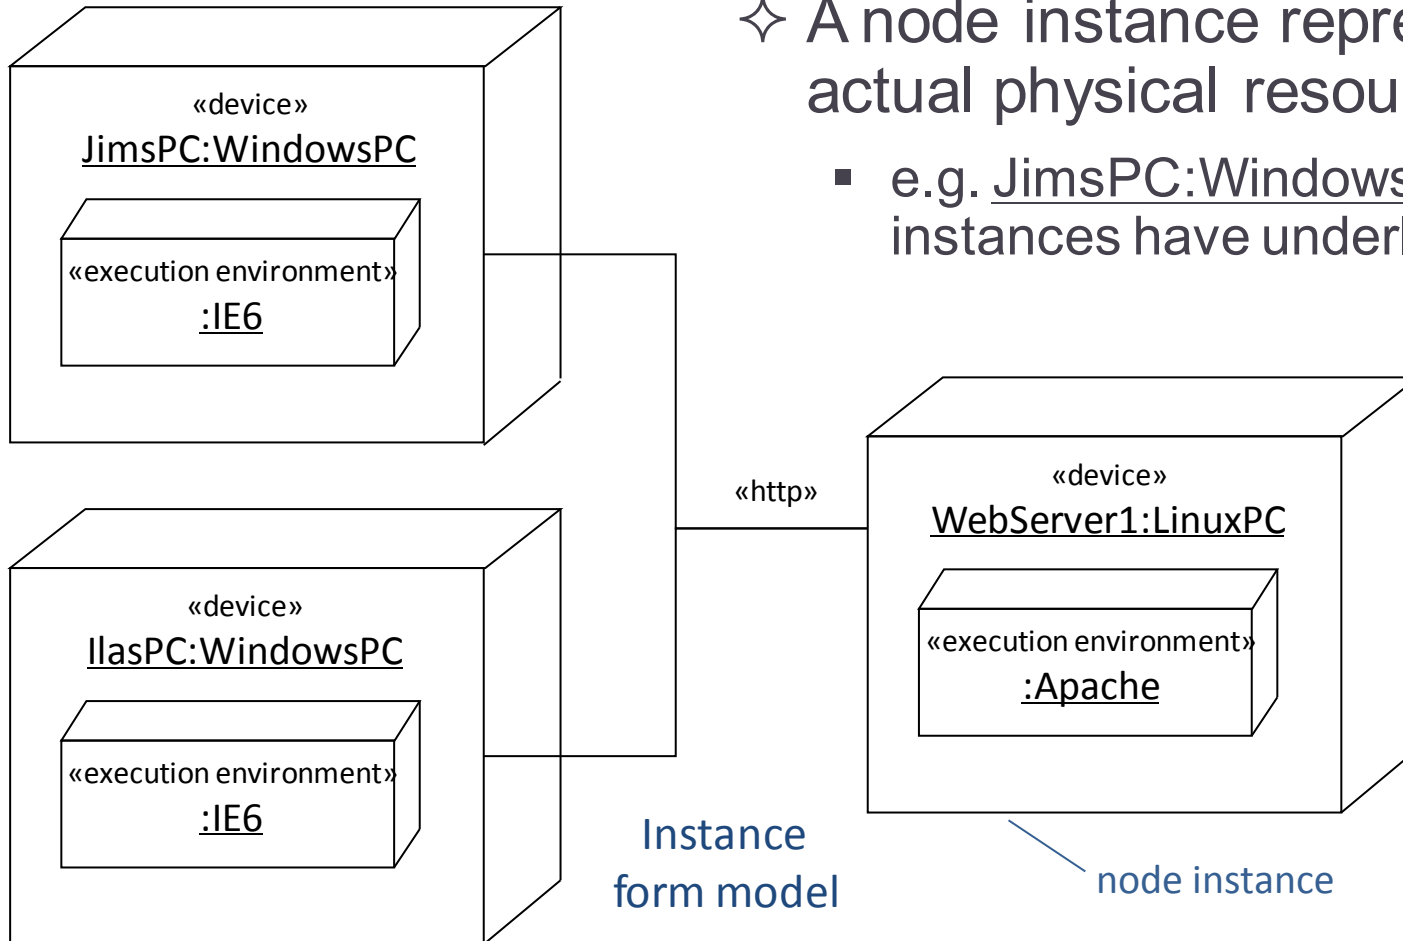 ✧ A node instance repre
actual physical resou
▪ e.g. JimsPC:Windows
instances have underl
«device»
JimsPC:WindowsPC
«execution environment»
:IE6
«http»
«device»
WebServer1:LinuxPC
«execution environment»
:Apache
«device»
IlasPC:WindowsPC
«execution environment»
:IE6
Instance
form model
node instance